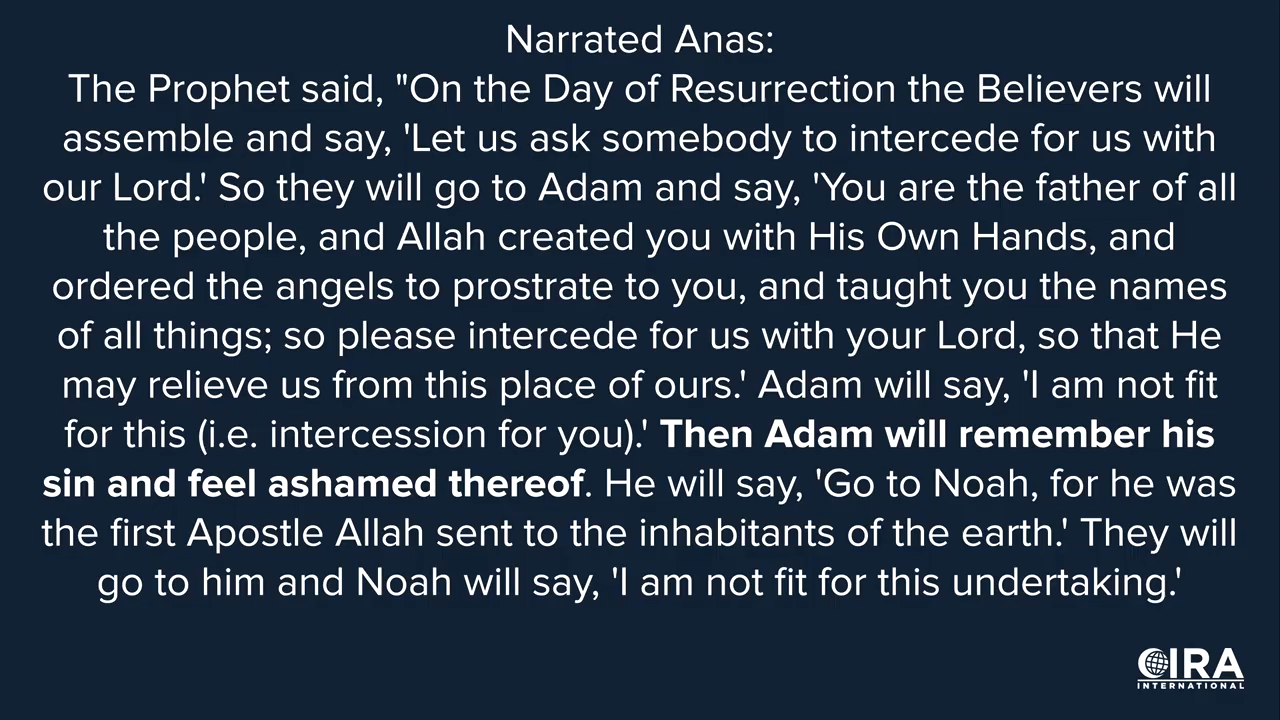 Narrated Anas:
The Prophet said, "On the Day of Resurrection the Believers will
assemble and say, 'Let us ask somebody to intercede for us with
our Lord.' So they will go to Adam and say, 'You are the father of all
the people, and Allah created you with His Own Hands, and
ordered the angels to prostrate to you, and taught you the names
of all things; so please intercede for us with your Lord, so that He
may relieve us from this place of ours.' Adam will say, 'I am not fit
for this (i.e. intercession for you).' Then Adam will remember his
sin and feel ashamed thereof. He will say, 'Go to Noah, for he was
the first Apostle Allah sent to the inhabitants of the earth.' They will
go to him and Noah will say, 'I am not fit for this undertaking.'
CIRA
INTERNATIONAL